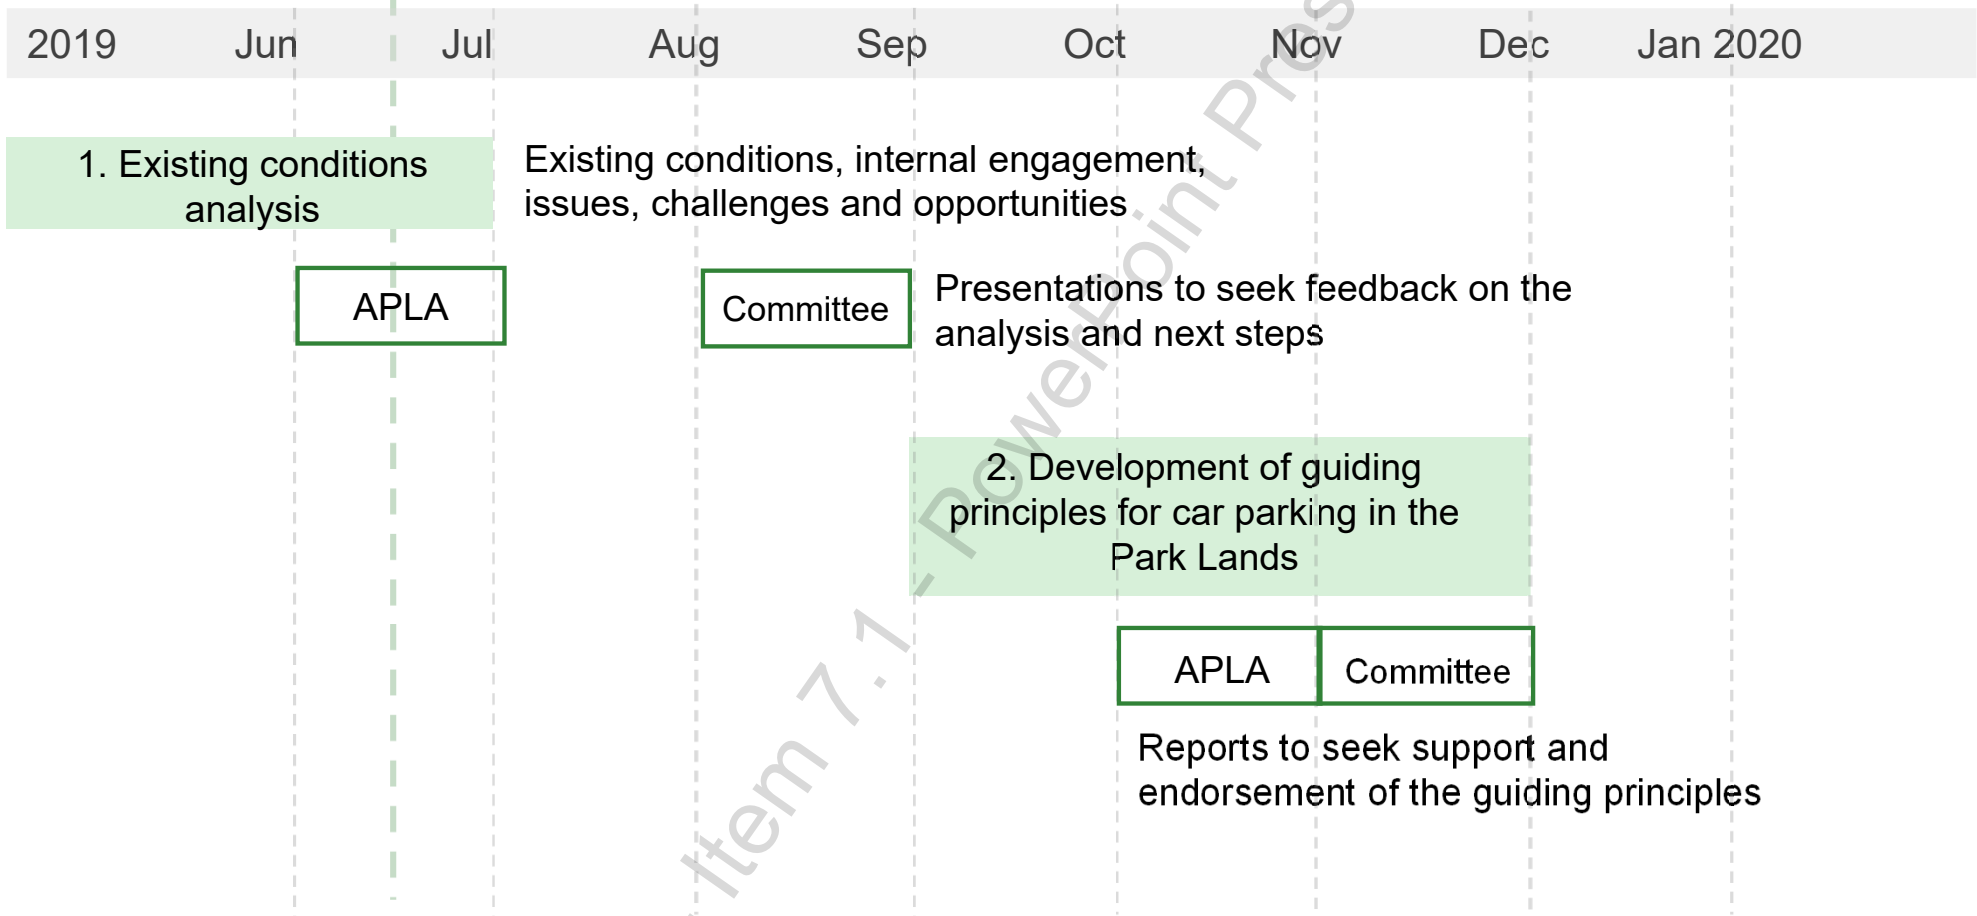 2019 Jun Jul Aug Sep Oct Nov Dec Jan 2020
1. Existing conditions
analysis
Existing conditions, internal engagement,
issues, challenges and opportunities
APLA
Committee
Presentations to seek feedback on the
analysis and next steps
2. Development of guiding
principles for car parking in the
Park Lands
APLA
Committee
Reports to seek support and
endorsement of the guiding principles
Item 7.1 - PowerPoint